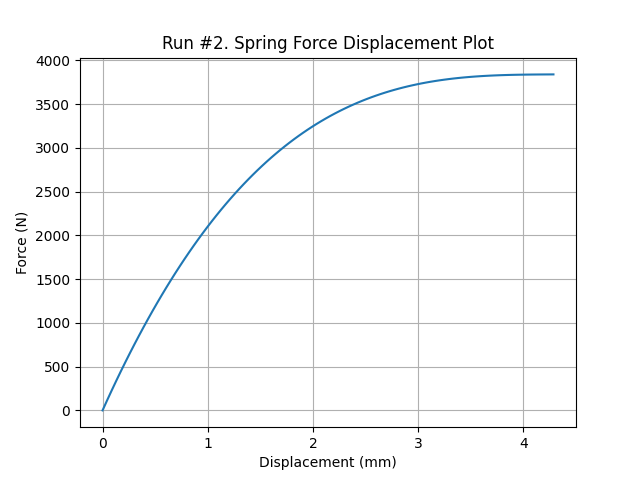 Run #2. Spring Force Displacement Plot
4000
3500
3000
2500
2000
1500
1000
500
0
Force (N)
0 1 2 3 4
Displacement (mm)